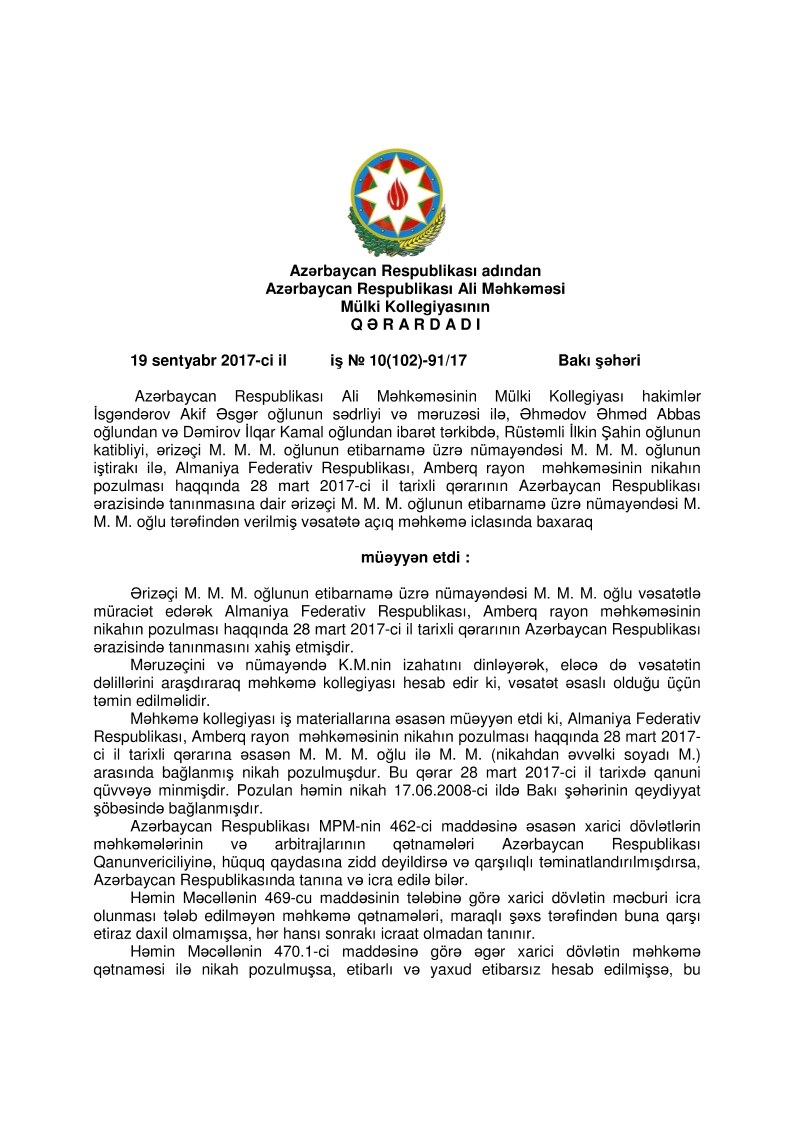 Azərbaycan Respublikası adından
Azərbaycan Respublikası Ali Məhkəməsi
Mülki Kollegiyasının
Q Ə R A R D A D I
19 sentyabr 2017-ci il iş № 10(102)-91/17 Bakı şəhəri
Azərbaycan Respublikası Ali Məhkəməsinin Mülki Kollegiyası hakimlər
İsgəndərov Akif Əsgər oğlunun sədrliyi və məruzəsi ilə, Əhmədov Əhməd Abbas
oğlundan və Dəmirov İlqar Kamal oğlundan ibarət tərkibdə, Rüstəmli İlkin Şahin oğlunun
katibliyi, ərizəçi M. M. M. oğlunun etibarnamə üzrə nümayəndəsi M. M. M. oğlunun
iştirakı ilə, Almaniya Federativ Respublikası, Amberq rayon məhkəməsinin nikahın
pozulması haqqında 28 mart 2017-ci il tarixli qərarının Azərbaycan Respublikası
ərazisində tanınmasına dair ərizəçi M. M. M. oğlunun etibarnamə üzrə nümayəndəsi M.
M. M. oğlu tərəfindən verilmiş vəsatətə açıq məhkəmə iclasında baxaraq
müəyyən etdi :
Ərizəçi M. M. M. oğlunun etibarnamə üzrə nümayəndəsi M. M. M. oğlu vəsatətlə
müraciət edərək Almaniya Federativ Respublikası, Amberq rayon məhkəməsinin
nikahın pozulması haqqında 28 mart 2017-ci il tarixli qərarının Azərbaycan Respublikası
ərazisində tanınmasını xahiş etmişdir.
Məruzəçini və nümayəndə K.M.nin izahatını dinləyərək, eləcə də vəsatətin
dəlillərini araşdıraraq məhkəmə kollegiyası hesab edir ki, vəsatət əsaslı olduğu üçün
təmin edilməlidir.
Məhkəmə kollegiyası iş materiallarına əsasən müəyyən etdi ki, Almaniya Federativ
Respublikası, Amberq rayon məhkəməsinin nikahın pozulması haqqında 28 mart 2017-
ci il tarixli qərarına əsasən M. M. M. oğlu ilə M. M. (nikahdan əvvəlki soyadı M.)
arasında bağlanmış nikah pozulmuşdur. Bu qərar 28 mart 2017-ci il tarixdə qanuni
qüvvəyə minmişdir. Pozulan həmin nikah 17.06.2008-ci ildə Bakı şəhərinin qeydiyyat
şöbəsində bağlanmışdır.
Azərbaycan Respublikası MPM-nin 462-ci maddəsinə əsasən xarici dövlətlərin
məhkəmələrinin və arbitrajlarının qətnamələri Azərbaycan Respublikası
Qanunvericiliyinə, hüquq qaydasına zidd deyildirsə və qarşılıqlı təminatlandırılmışdırsa,
Azərbaycan Respublikasında tanına və icra edilə bilər.
Həmin Məcəllənin 469-cu maddəsinin tələbinə görə xarici dövlətin məcburi icra
olunması tələb edilməyən məhkəmə qətnamələri, maraqlı şəxs tərəfindən buna qarşı
etiraz daxil olmamışsa, hər hansı sonrakı icraat olmadan tanınır.
Həmin Məcəllənin 470.1-ci maddəsinə görə əgər xarici dövlətin məhkəmə
qətnaməsi ilə nikah pozulmuşsa, etibarlı və yaxud etibarsız hesab edilmişsə, bu